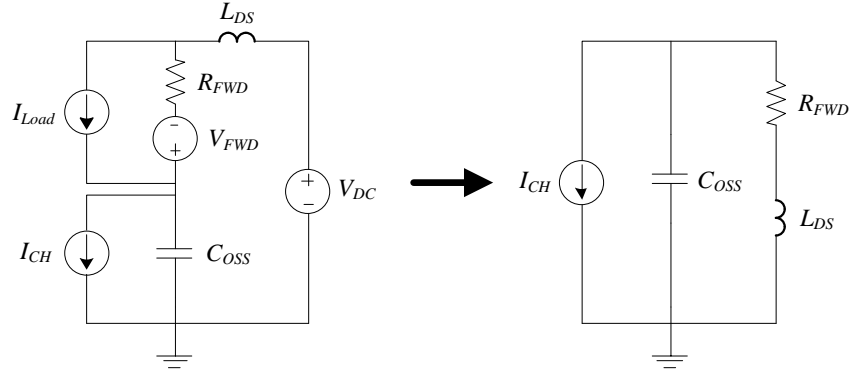 L_DS
R_FWD
I_Load
-
+
V_FWD
+
-
V_DC
I_CH
C_OSS
I_CH
C_OSS
R_FWD
L_DS